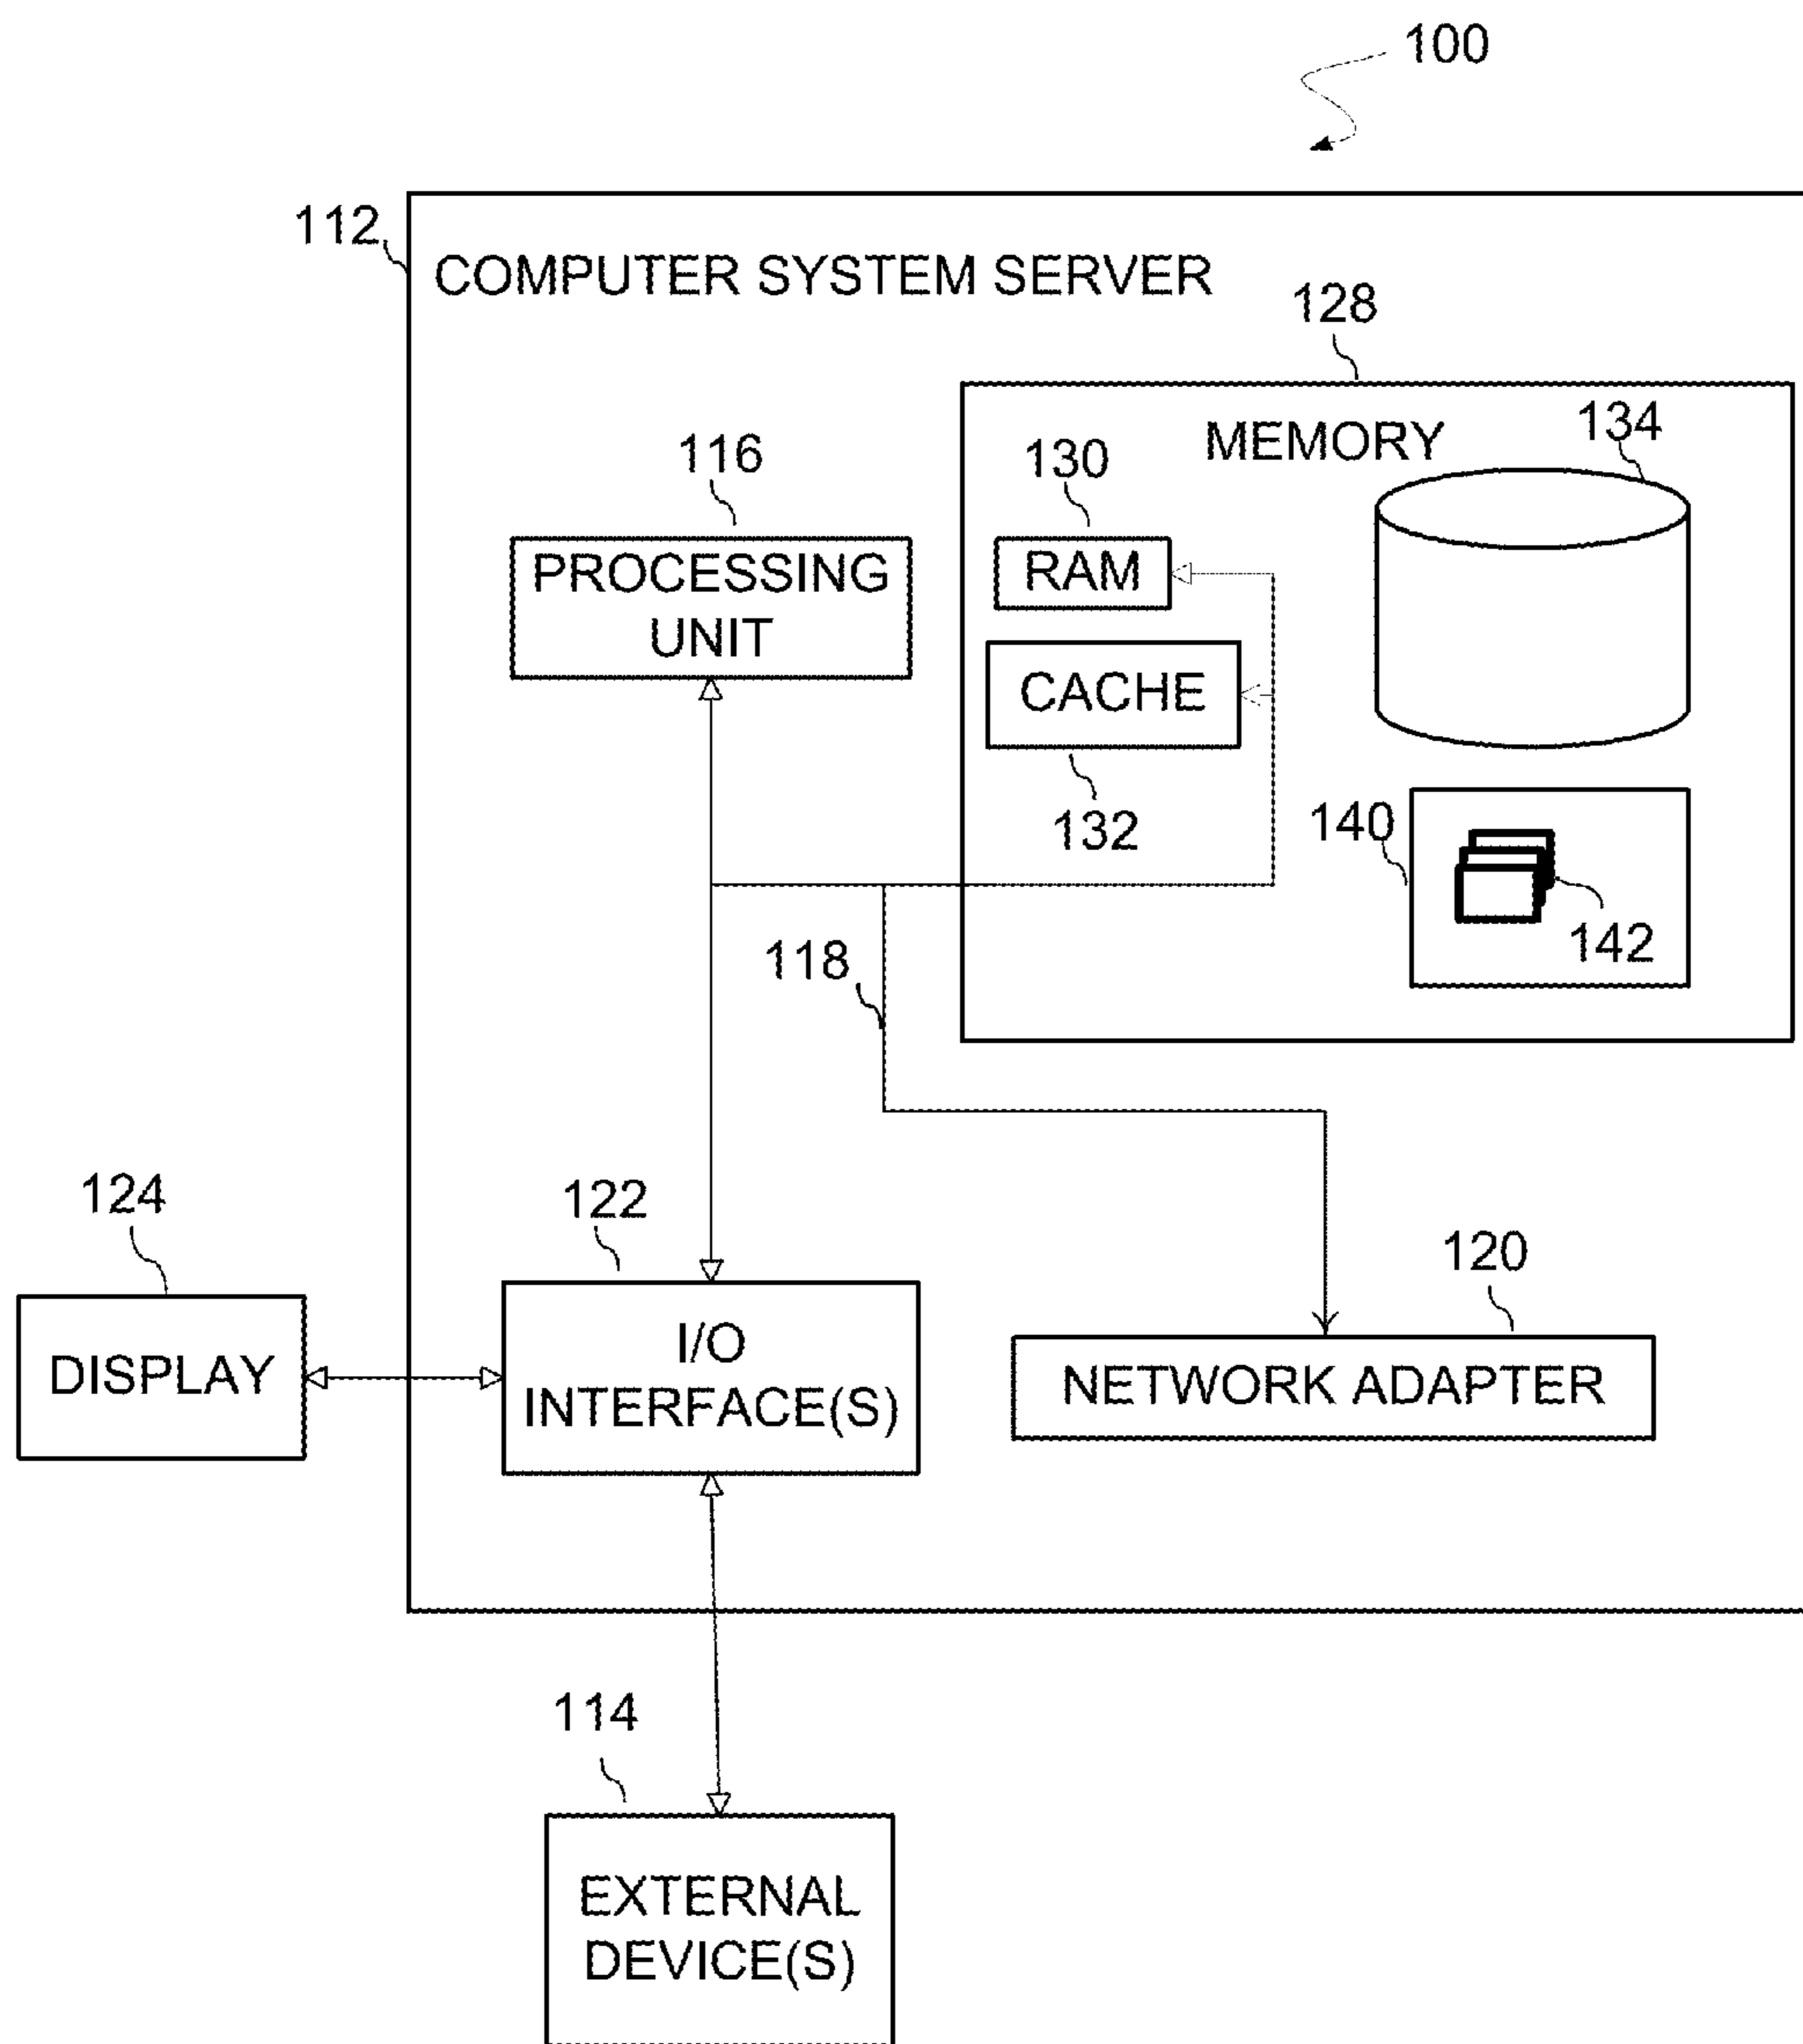 100
112
COMPUTER SYSTEM SERVER
128
MEMORY
134
116
130
PROCESSING
UNIT
RAM
CACHE
132
140
142
118
124
122
120
DISPLAY
I/O
INTERFACE(S)
NETWORK ADAPTER
114
EXTERNAL
DEVICE(S)